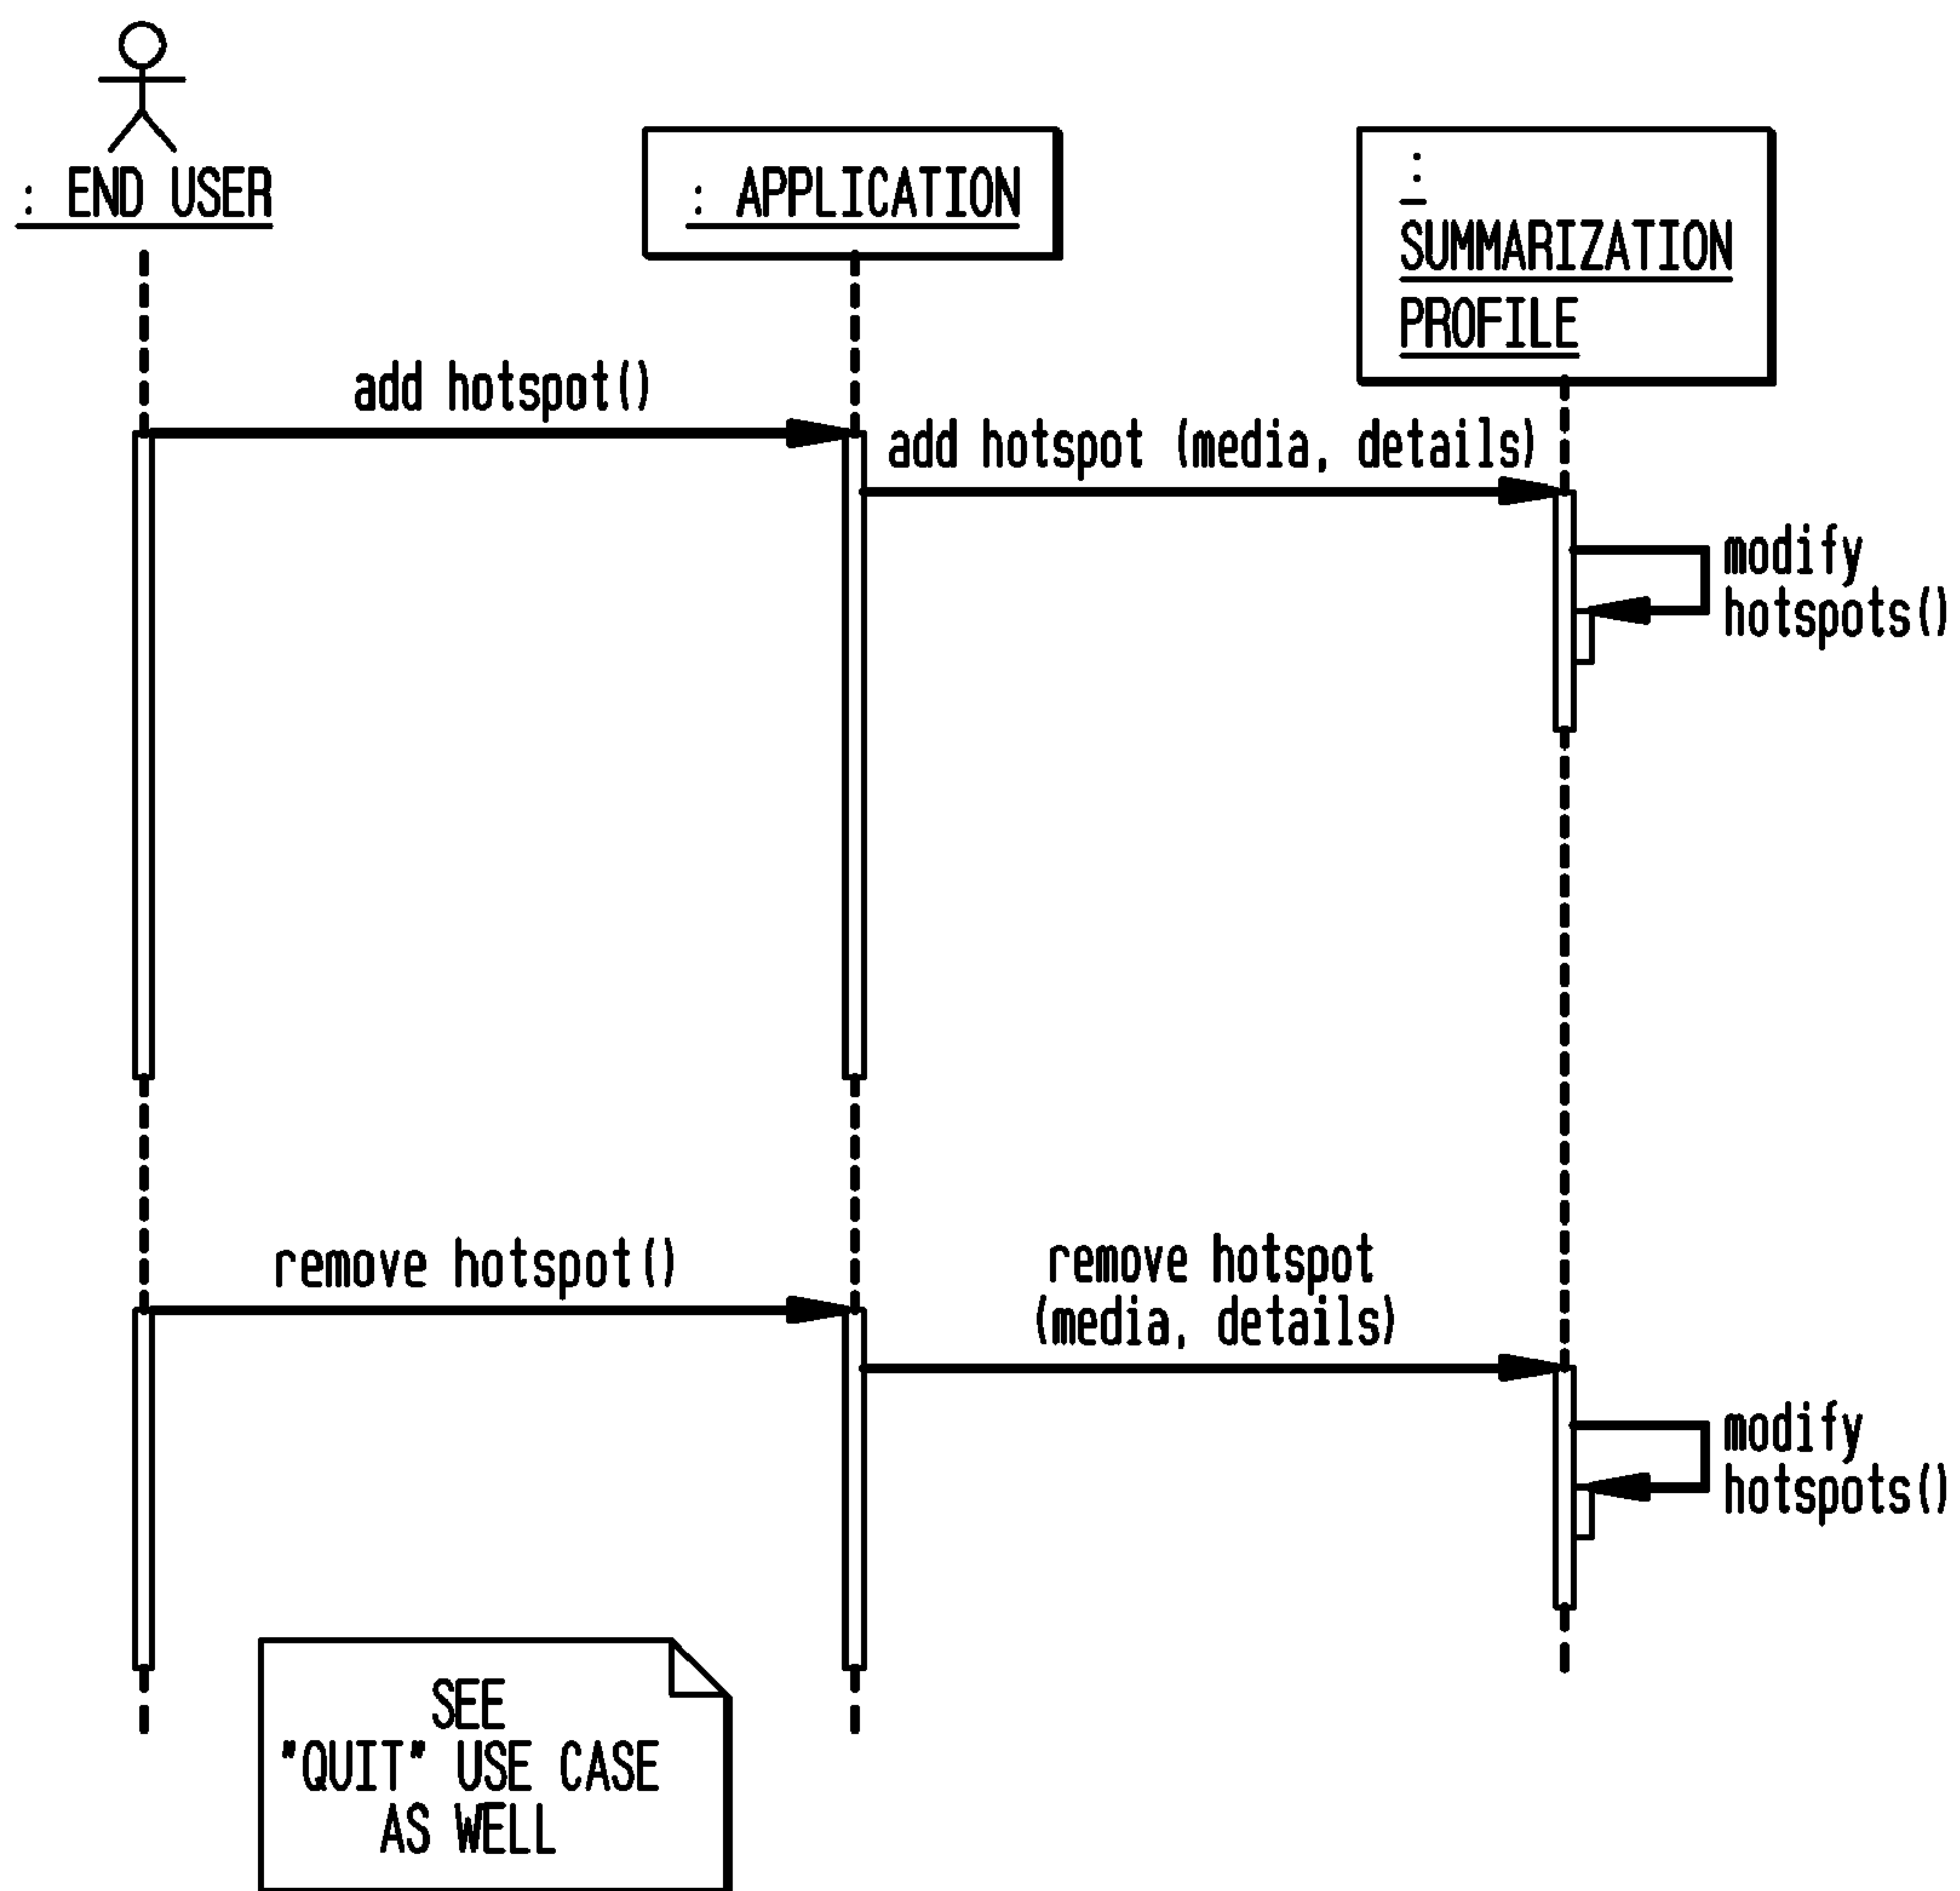 : END USER
: APPLICATION
:
SUMMARIZATION
PROFILE
add hotspot()
add hotspot (media, details)
modify
hotspots()
remove hotspot()
remove hotspot
(media, details)
modify
hotspots()
SEE
"QUIT" USE CASE
AS WELL